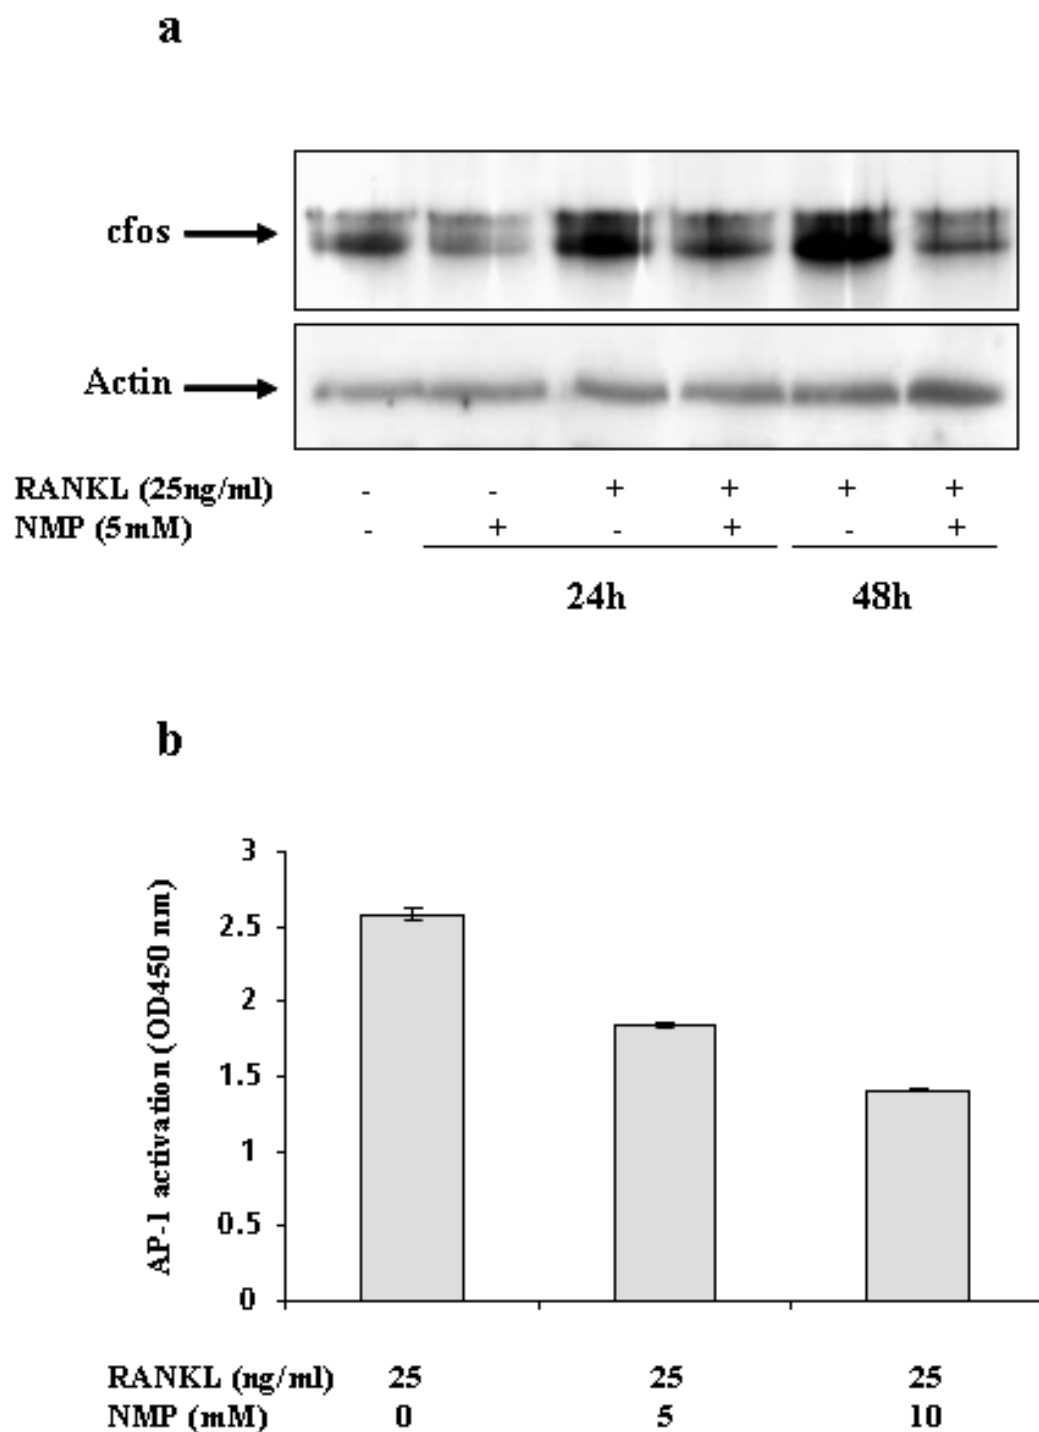 a
cfos
Actin
RANKL (25ng/ml) - - + + + +
NMP (5mM) - + - + - +
24h 48h
b
3
2.5
2
1.5
1
0.5
0
AP-1 activation (OD450 nm)
RANKL (ng/ml) 25 25 25
NMP (mM) 0 5 10